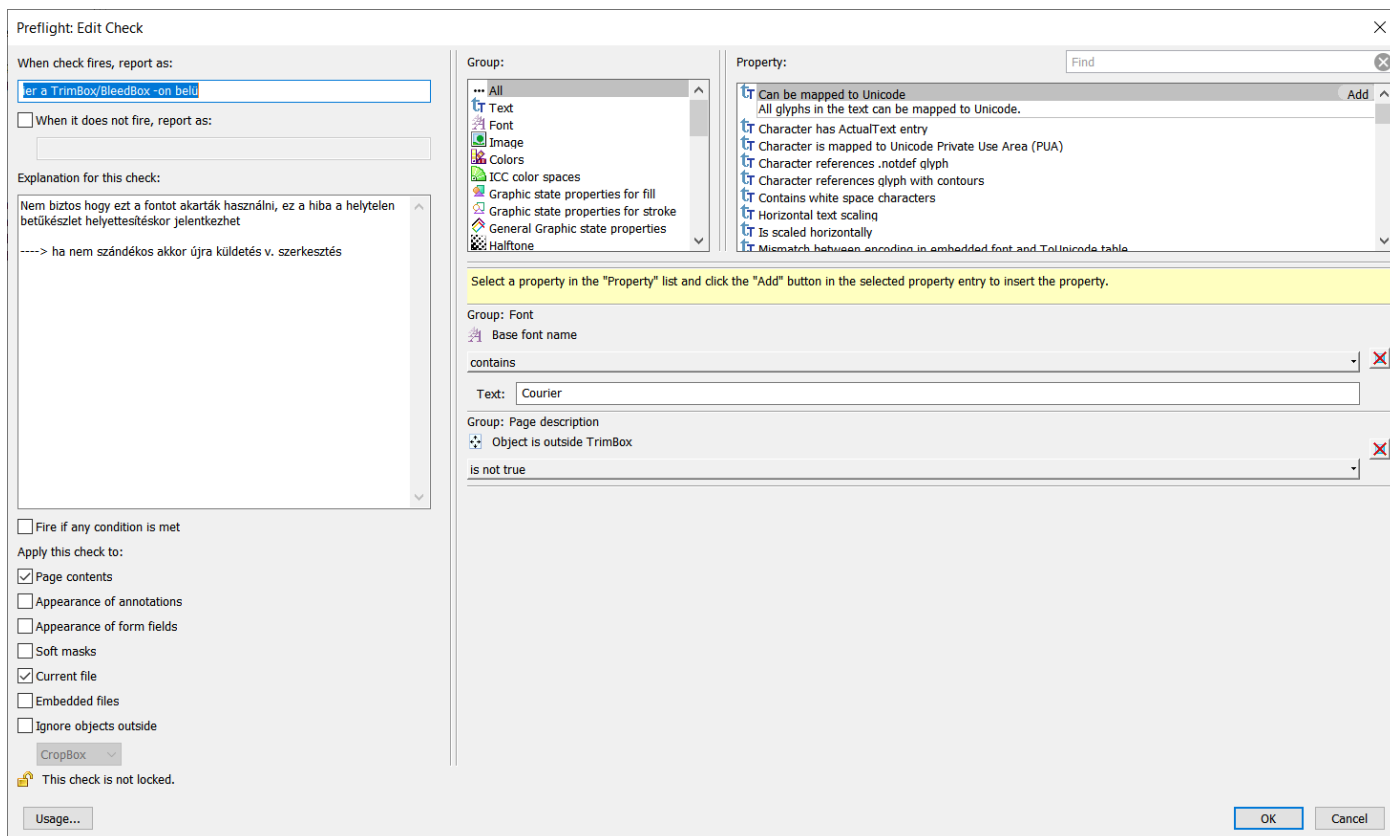 Preflight: Edit Check
When check fires, report as:
ier a TrimBox/BleedBox -on belü
When it does not fire, report as:
Explanation for this check:
Nem biztos hogy ezt a fontot akarták használni, ez a hiba a helytelen
betűkészlet helyettesítéskor jelentkezhet
----> ha nem szándékos akkor újra küldetés v. szerkesztés
Fire if any condition is met
Apply this check to:
Page contents
Appearance of annotations
Appearance of form fields
Soft masks
Current file
Embedded files
Ignore objects outside
CropBox
This check is not locked.
Usage...
Group:
All
Text
Font
Image
Colors
ICC color spaces
Graphic state properties for fill
Graphic state properties for stroke
General Graphic state properties
Halftone
Property:
Find
Can be mapped to Unicode
Add
All glyphs in the text can be mapped to Unicode.
Character has ActualText entry
Character is mapped to Unicode Private Use Area (PUA)
Character references .notdef glyph
Character references glyph with contours
Contains white space characters
Horizontal text scaling
Is scaled horizontally
Mismatch between encoding in embedded font and ToUnicode table
Select a property in the "Property" list and click the "Add" button in the selected property entry to insert the property.
Group: Font
Base font name
contains
Text: Courier
Group: Page description
Object is outside TrimBox
is not true
OK
Cancel